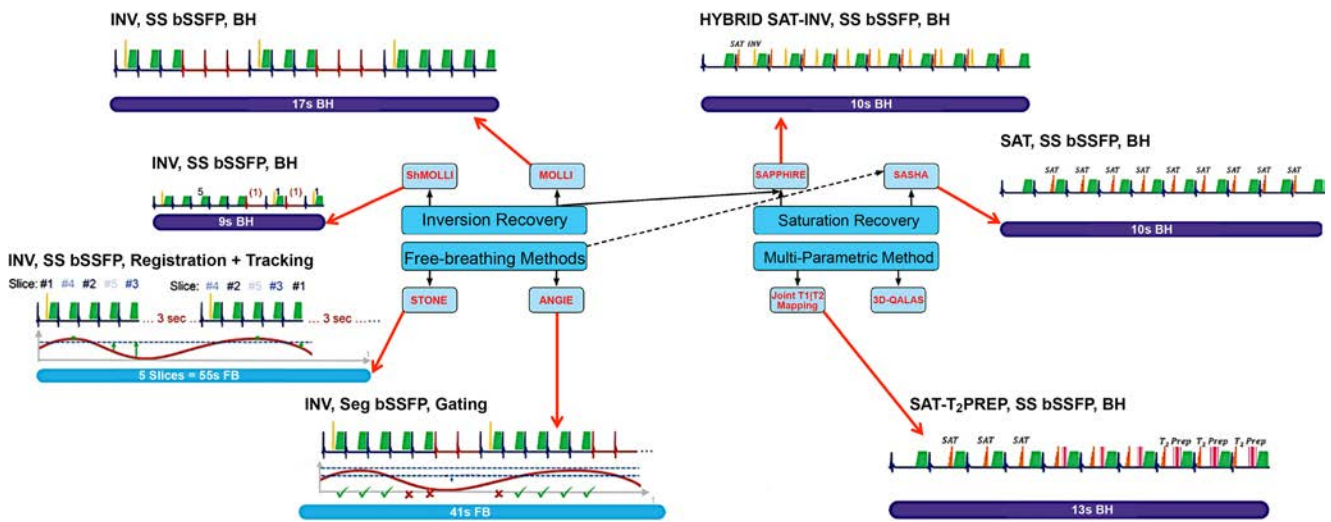 INV, SS bSSFP, BH
17s BH
HYBRID SAT-INV, SS bSSFP, BH
SAT INV
10s BH
INV, SS bSSFP, BH
5 (1) 1 (1) 1
9s BH
ShMOLLI
MOLLI
SAPPHIRE
SASHA
SAT, SS bSSFP, BH
SAT SAT SAT SAT SAT SAT SAT SAT
10s BH
Inversion Recovery
Saturation Recovery
Free-breathing Methods
Multi-Parametric Method
STONE
ANGIE
Joint T1|T2
Mapping
3D-QALAS
INV, SS bSSFP, Registration + Tracking
Slice: #1 #4 #2 #5 #3
Slice: #4 #2 #5 #3 #1
... 3 sec ... 3 sec ...
5 Slices = 55s FB
INV, Seg bSSFP, Gating
✓ ✓ ✓ ✗ ✗ ✗ ✓ ✓ ✓ ✓
41s FB
SAT-T₂PREP, SS bSSFP, BH
SAT SAT SAT
T₂ Prep T₂ Prep T₂ Prep
13s BH